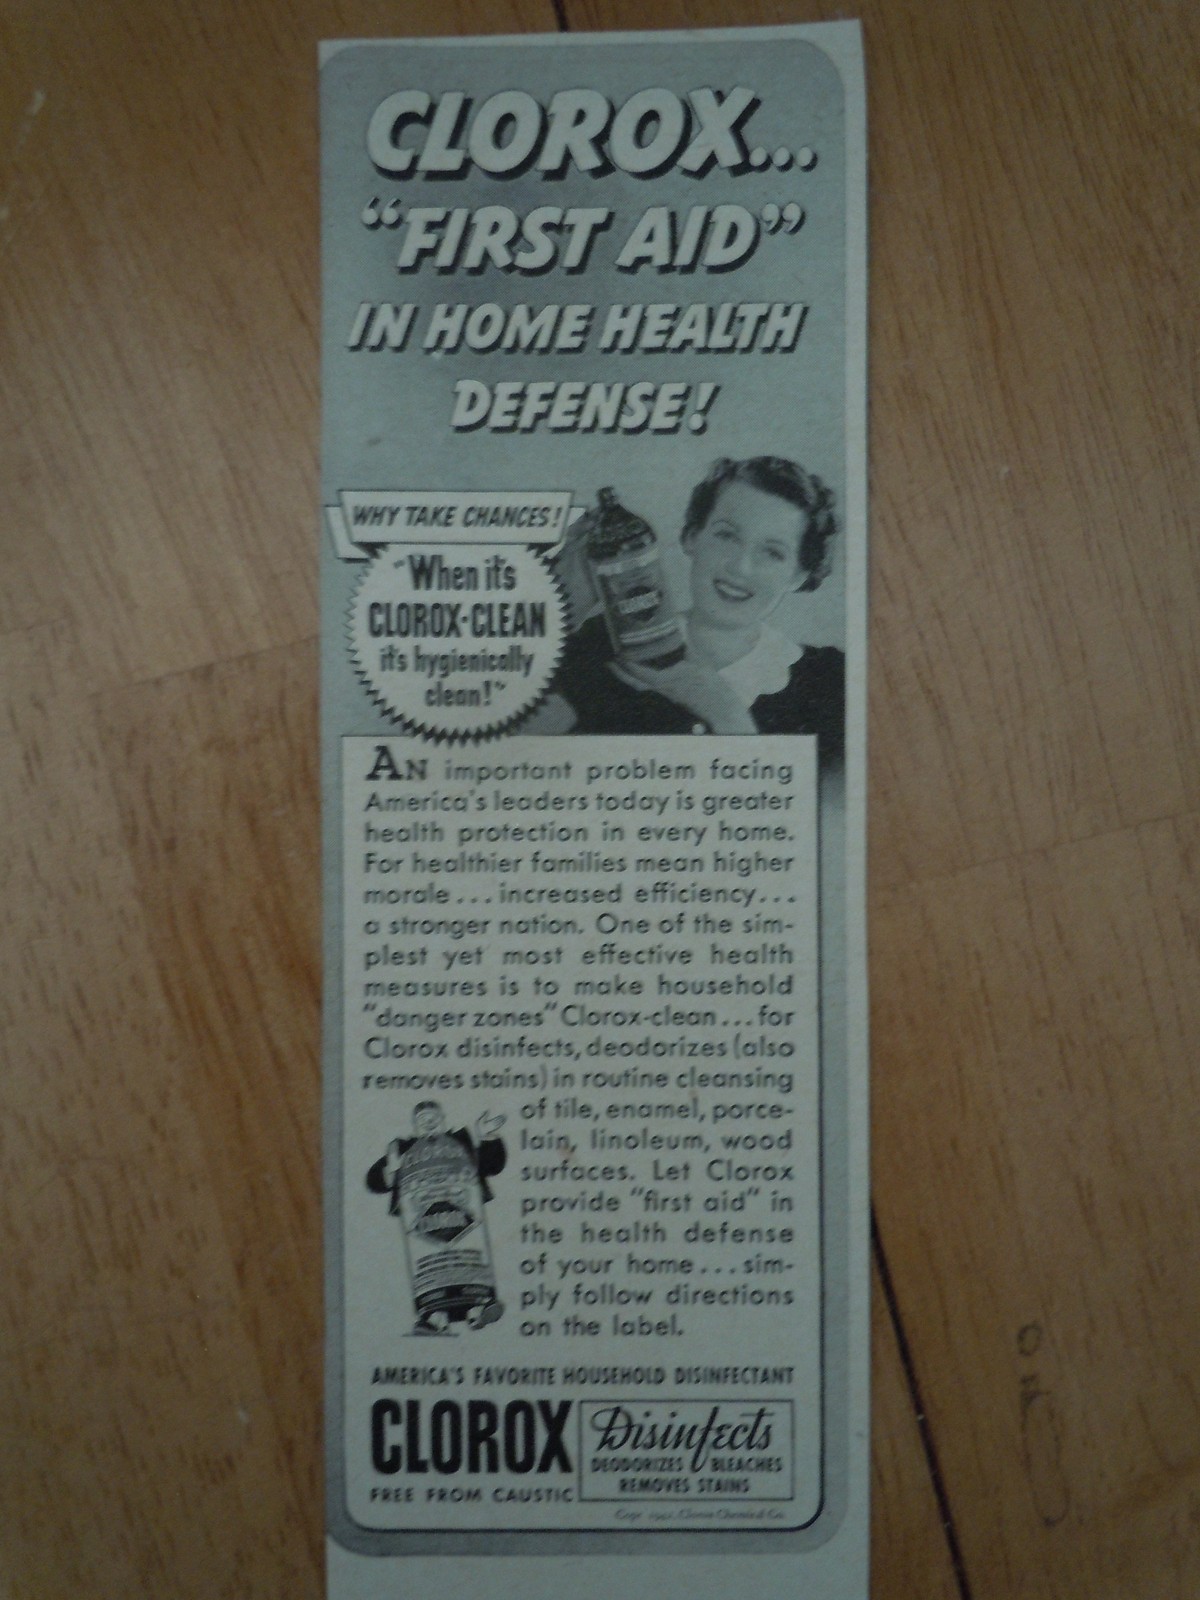 CLOROX...
“FIRST AID”
IN HOME HEALTH
DEFENSE!
WHY TAKE CHANCES!
"When it's
CLOROX-CLEAN
it's hygienically
clean!"
CLOROX
AN important problem facing
America's leaders today is greater
health protection in every home.
For healthier families mean higher
morale...increased efficiency...
a stronger nation. One of the sim-
plest yet most effective health
measures is to make household
"danger zones" Clorox-clean...for
Clorox disinfects, deodorizes (also
removes stains) in routine cleansing
of tile, enamel, porce-
lain, linoleum, wood
surfaces. Let Clorox
provide "first aid" in
the health defense
of your home...sim-
ply follow directions
on the label.
CLOROX
AMERICA'S FAVORITE HOUSEHOLD DISINFECTANT
CLOROX
FREE FROM CAUSTIC
Disinfects
DEODORIZES BLEACHES
REMOVES STAINS
Clorox Chemical Co.